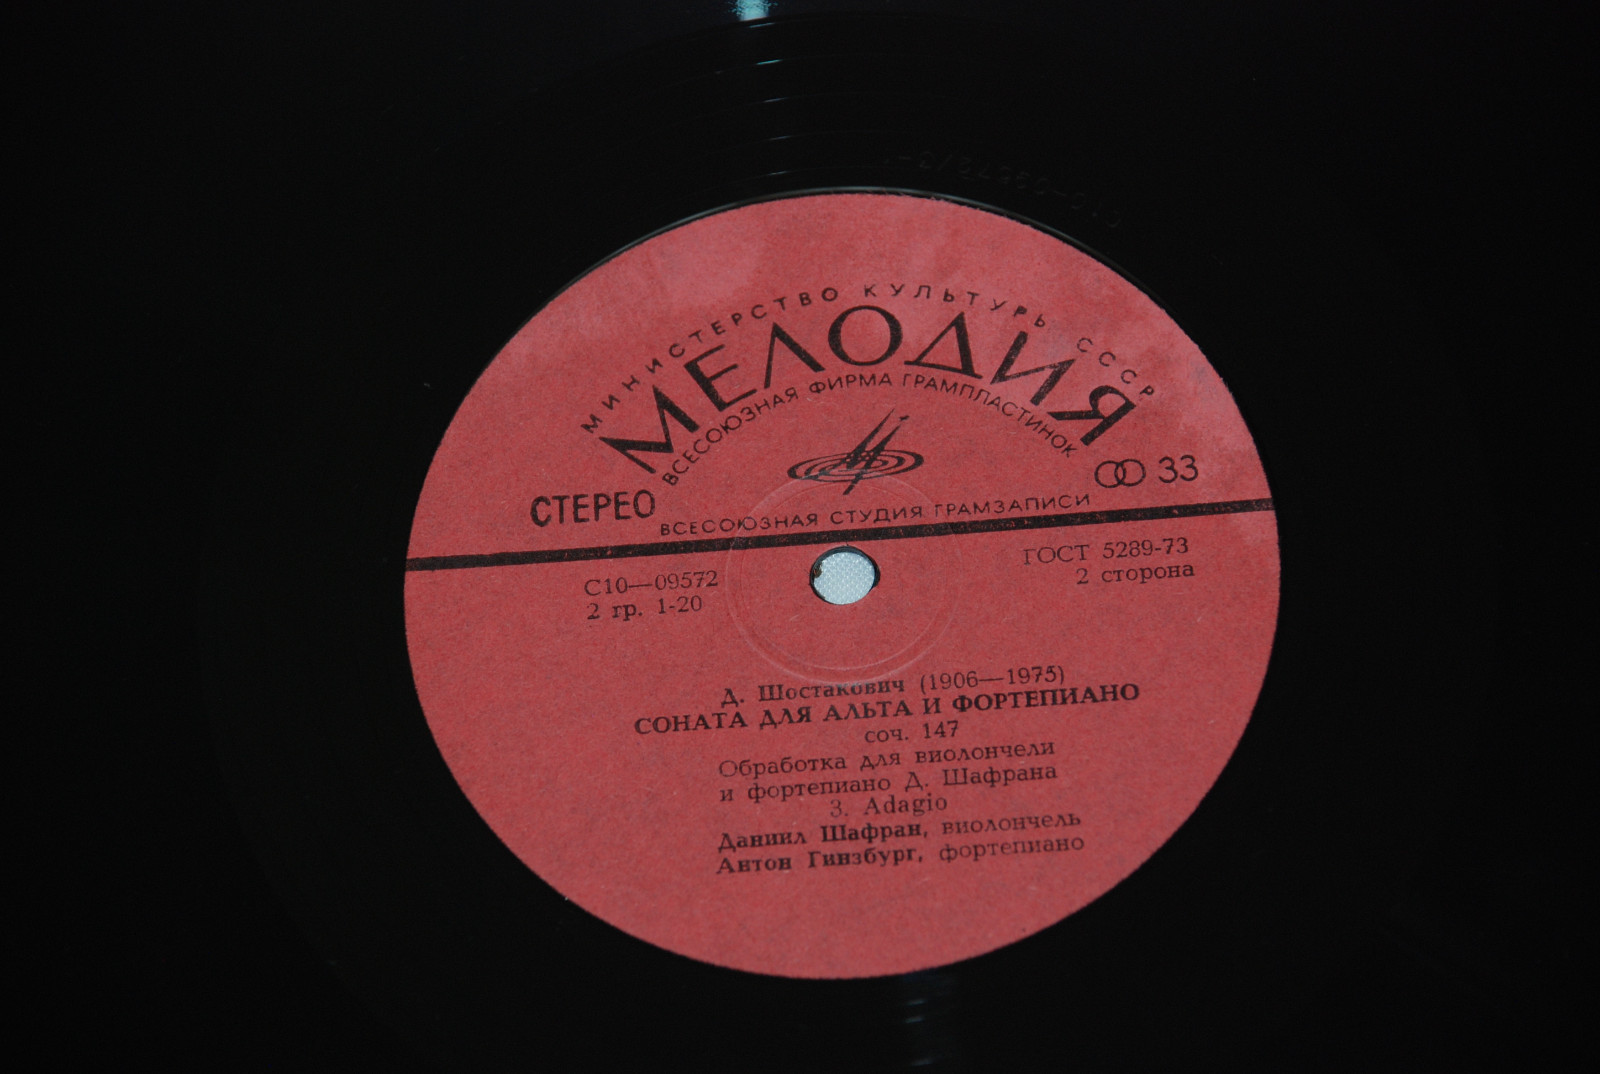 МИНИСТЕРСТВО КУЛЬТУРЫ СССР
МЕЛОДИЯ
ВСЕСОЮЗНАЯ ФИРМА ГРАМПЛАСТИНОК
СТЕРЕО
33
ВСЕСОЮЗНАЯ СТУДИЯ ГРАМЗАПИСИ
С10—09572
ГОСТ 5289-73
2 гр. 1-20
2 сторона
Д. Шостакович (1906—1975)
СОНАТА ДЛЯ АЛЬТА И ФОРТЕПИАНО
соч. 147
Обработка для виолончели
и фортепиано Д. Шафрана
3. Adagio
Даниил Шафран, виолончель
Антон Гинзбург, фортепиано